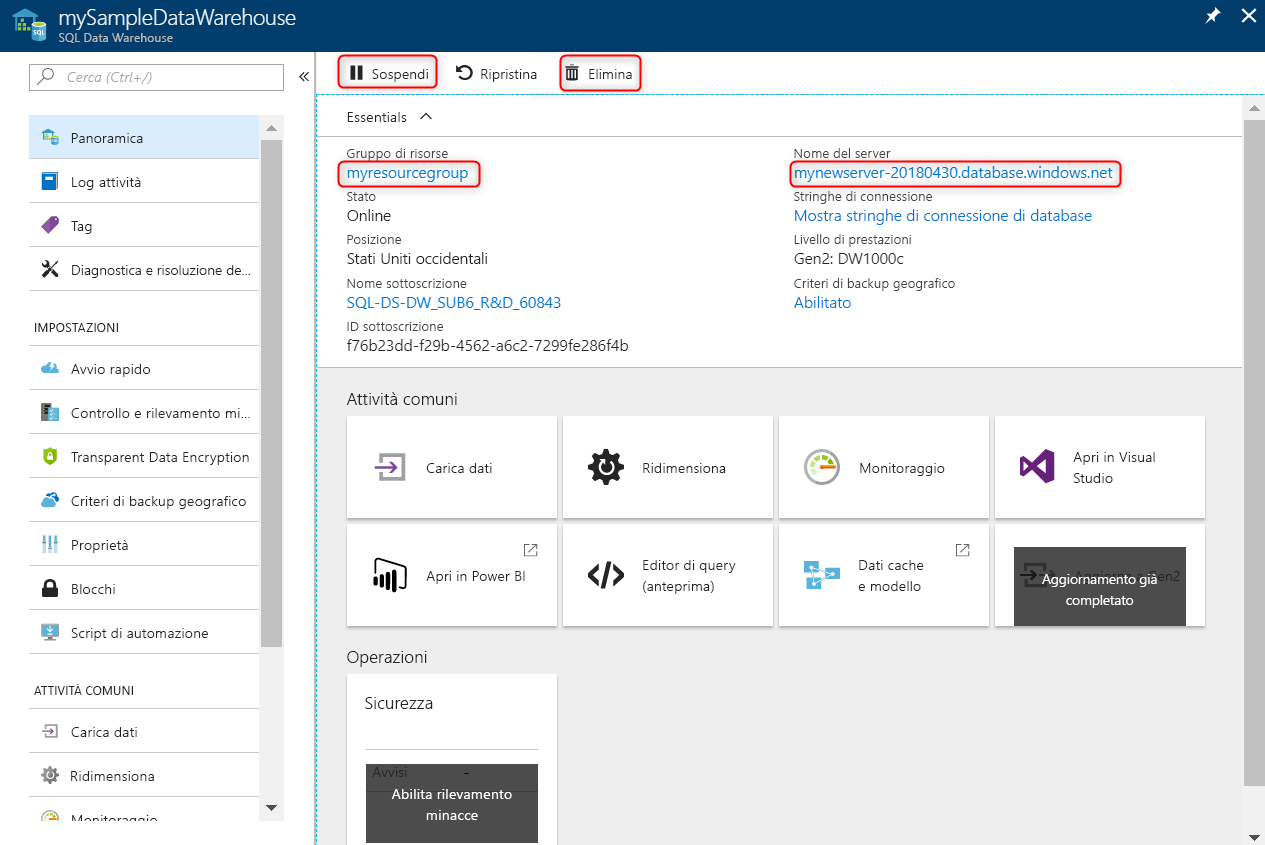 mySampleDataWarehouse
SQL Data Warehouse
Cerca (Ctrl+/)
Panoramica
Log attività
Tag
Diagnostica e risoluzione de...
IMPOSTAZIONI
Avvio rapido
Controllo e rilevamento mi...
Transparent Data Encryption
Criteri di backup geografico
Proprietà
Blocchi
Script di automazione
ATTIVITÀ COMUNI
Carica dati
Ridimensiona
Monitoraggio
Sospendi
Ripristina
Elimina
Essentials
Gruppo di risorse
myresourcegroup
Stato
Online
Posizione
Stati Uniti occidentali
Nome sottoscrizione
SQL-DS-DW_SUB6_R&D_60843
ID sottoscrizione
f76b23dd-f29b-4562-a6c2-7299fe286f4b
Nome del server
mynewserver-20180430.database.windows.net
Stringhe di connessione
Mostra stringhe di connessione di database
Livello di prestazioni
Gen2: DW1000c
Criteri di backup geografico
Abilitato
Attività comuni
Carica dati
Ridimensiona
Monitoraggio
Apri in Visual
Studio
Apri in Power BI
Editor di query
(anteprima)
Dati cache
e modello
Aggiornamento già
completato
Gen2
Operazioni
Sicurezza
Avvisi -
Abilita rilevamento
minacce
SQL